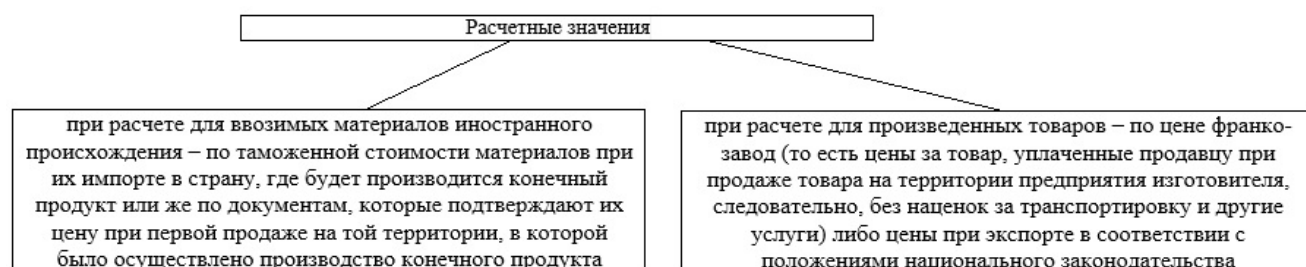 Расчетные значения
при расчете для ввозимых материалов иностранного
происхождения – по таможенной стоимости материалов при
их импорте в страну, где будет производится конечный
продукт или же по документам, которые подтверждают их
цену при первой продаже на той территории, в которой
было осуществлено производство конечного продукта
при расчете для произведенных товаров – по цене франко-
завод (то есть цены за товар, уплаченные продавцу при
продаже товара на территории предприятия изготовителя,
следовательно, без наценок за транспортировку и другие
услуги) либо цены при экспорте в соответствии с
положениями национального законодательства